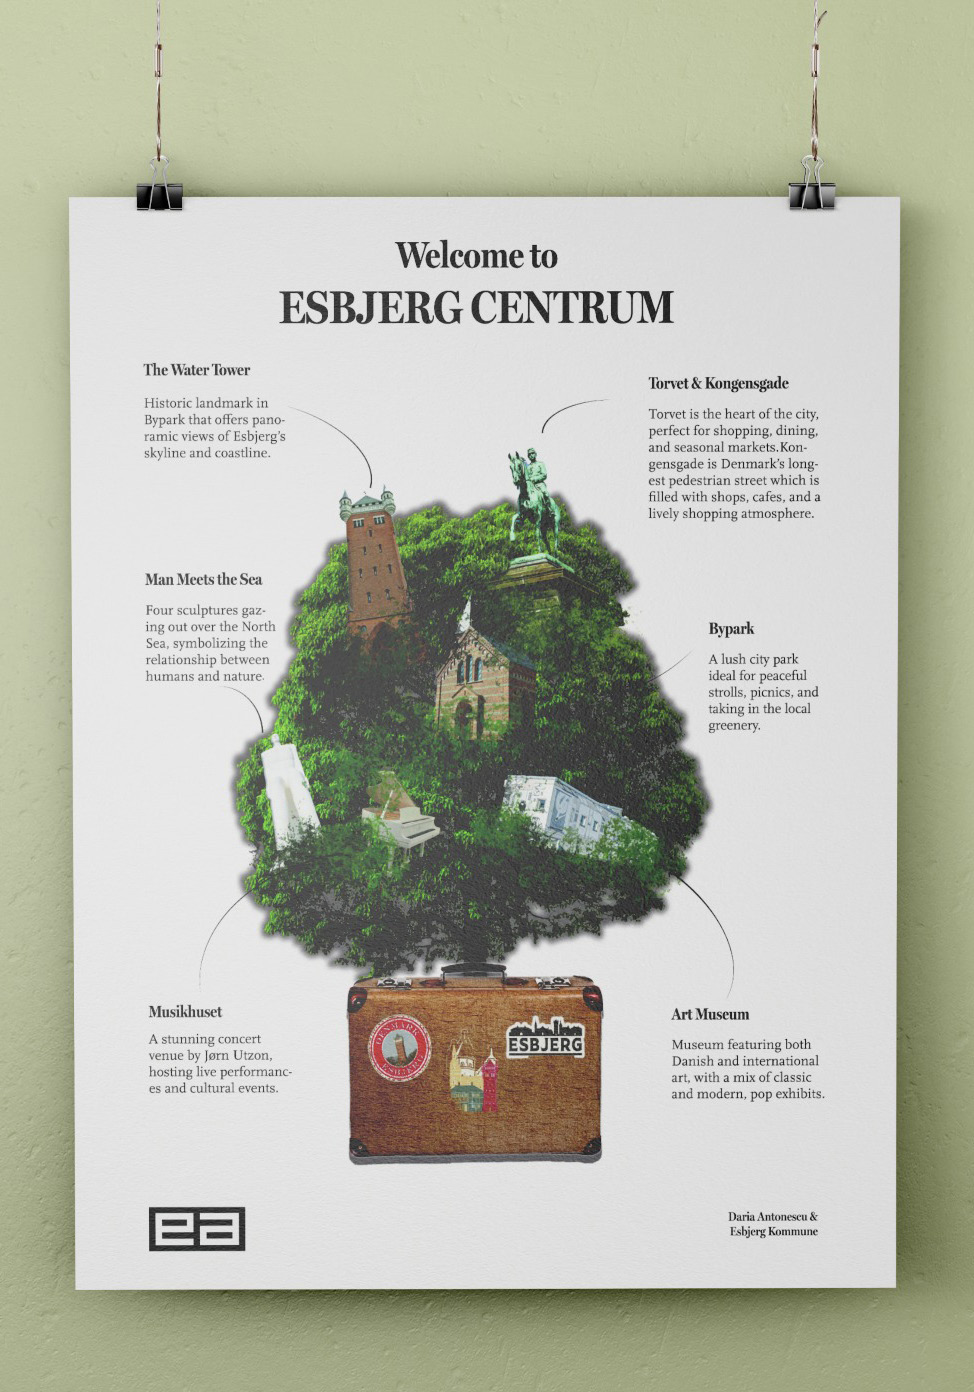 Welcome to
ESBJERG CENTRUM
The Water Tower
Historic landmark in
Bypark that offers pano-
ramic views of Esbjerg's
skyline and coastline.
Torvet & Kongensgade
Torvet is the heart of the city,
perfect for shopping, dining,
and seasonal markets.Kon-
gensgade is Denmark's long-
est pedestrian street which is
filled with shops, cafes, and a
lively shopping atmosphere.
Man Meets the Sea
Four sculptures gaz-
ing out over the North
Sea, symbolizing the
relationship between
humans and nature.
Bypark
A lush city park
ideal for peaceful
strolls, picnics, and
taking in the local
greenery.
Musikhuset
A stunning concert
venue by Jørn Utzon,
hosting live performanc-
es and cultural events.
Art Museum
Museum featuring both
Danish and international
art, with a mix of classic
and modern, pop exhibits.
DENMARK
ESBJERG
ESBJERG
ea
Daria Antonescu &
Esbjerg Kommune